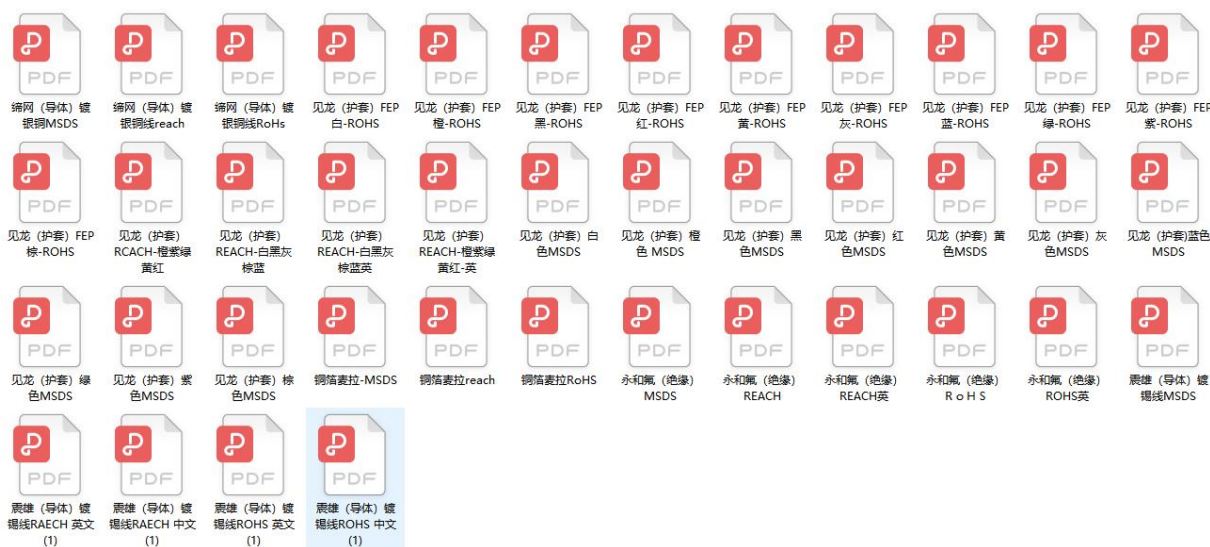 PDF PDF PDF PDF PDF PDF PDF PDF PDF PDF PDF PDF
缔网（导体）镀
银铜MSDS
缔网（导体）镀
银铜线reach
缔网（导体）镀
银铜线RoHs
见龙（护套）FEP
白-ROHS
见龙（护套）FEP
橙-ROHS
见龙（护套）FEP
黑-ROHS
见龙（护套）FEP
红-ROHS
见龙（护套）FEP
黄-ROHS
见龙（护套）FEP
灰-ROHS
见龙（护套）FEP
蓝-ROHS
见龙（护套）FEP
绿-ROHS
见龙（护套）FEP
紫-ROHS
PDF PDF PDF PDF PDF PDF PDF PDF PDF PDF PDF PDF
见龙（护套）FEP
棕-ROHS
见龙（护套）
RCACH-橙紫绿
黄红
见龙（护套）
REACH-白黑灰
棕蓝
见龙（护套）
REACH-白黑灰
棕蓝英
见龙（护套）
REACH-橙紫绿
黄红-英
见龙（护套）白
色MSDS
见龙（护套）橙
色 MSDS
见龙（护套）黑
色MSDS
见龙（护套）红
色MSDS
见龙（护套）黄
色MSDS
见龙（护套）灰
色MSDS
见龙（护套)蓝色
MSDS
PDF PDF PDF PDF PDF PDF PDF PDF PDF PDF PDF PDF
见龙（护套）绿
色MSDS
见龙（护套）紫
色MSDS
见龙（护套）棕
色MSDS
铜箔麦拉-MSDS
铜箔麦拉reach
铜箔麦拉RoHS
永和氟（绝缘）
MSDS
永和氟（绝缘）
REACH
永和氟（绝缘）
REACH英
永和氟（绝缘）
R o H S
永和氟（绝缘）
ROHS英
震雄（导体）镀
锡线MSDS
PDF PDF PDF PDF
震雄（导体）镀
锡线RAECH 英文
(1)
震雄（导体）镀
锡线RAECH 中文
(1)
震雄（导体）镀
锡线ROHS 英文
(1)
震雄（导体）镀
锡线ROHS 中文
(1)